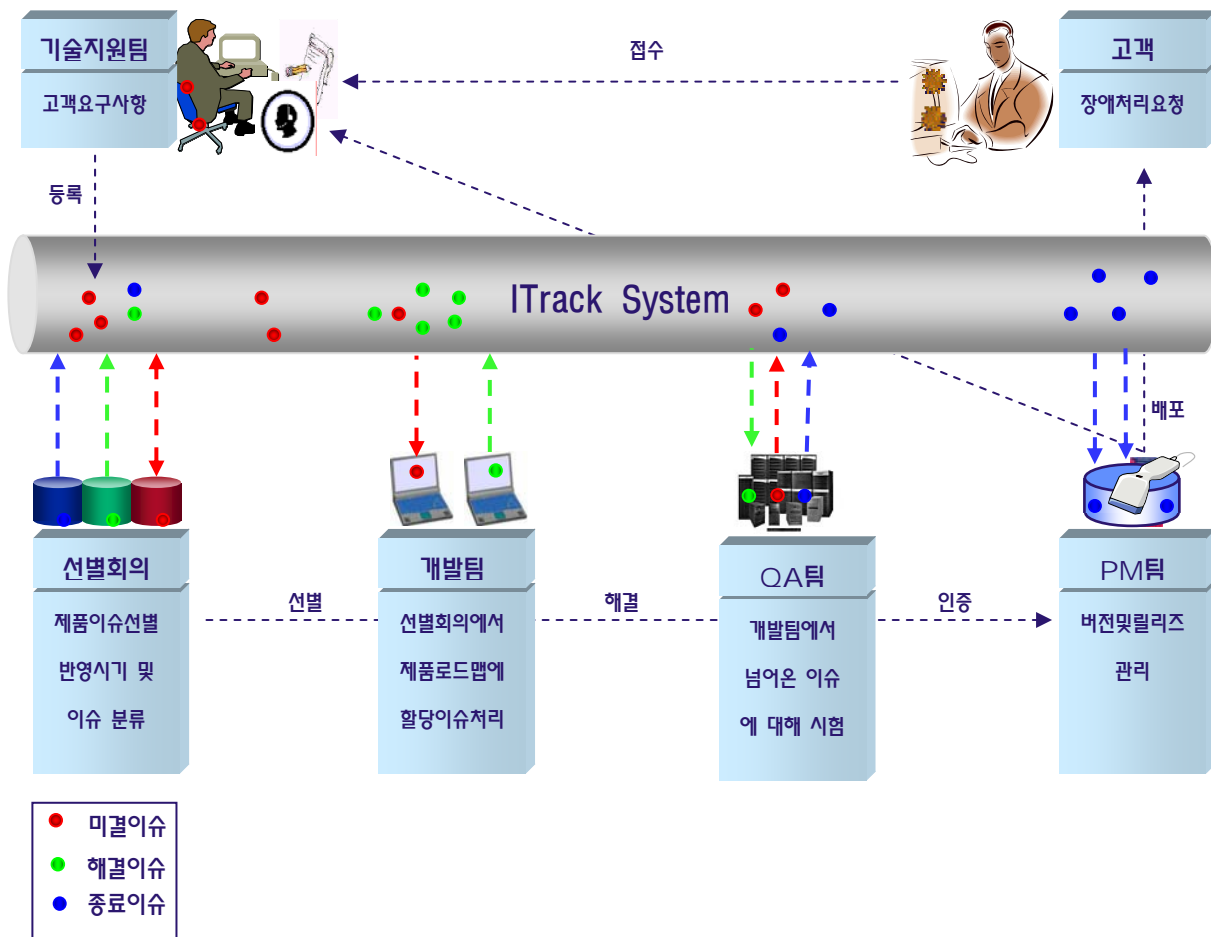 기술지원팀
고객요구사항
접수
고객
장애처리요청
등록
ITrack System
배포
선별회의
제품이슈선별
반영시기 및
이슈 분류
선별
개발팀
선별회의에서
제품로드맵에
할당이슈처리
해결
QA팀
개발팀에서
넘어온 이슈
에 대해 시험
인증
PM팀
버전및릴리즈
관리
미결이슈
해결이슈
종료이슈